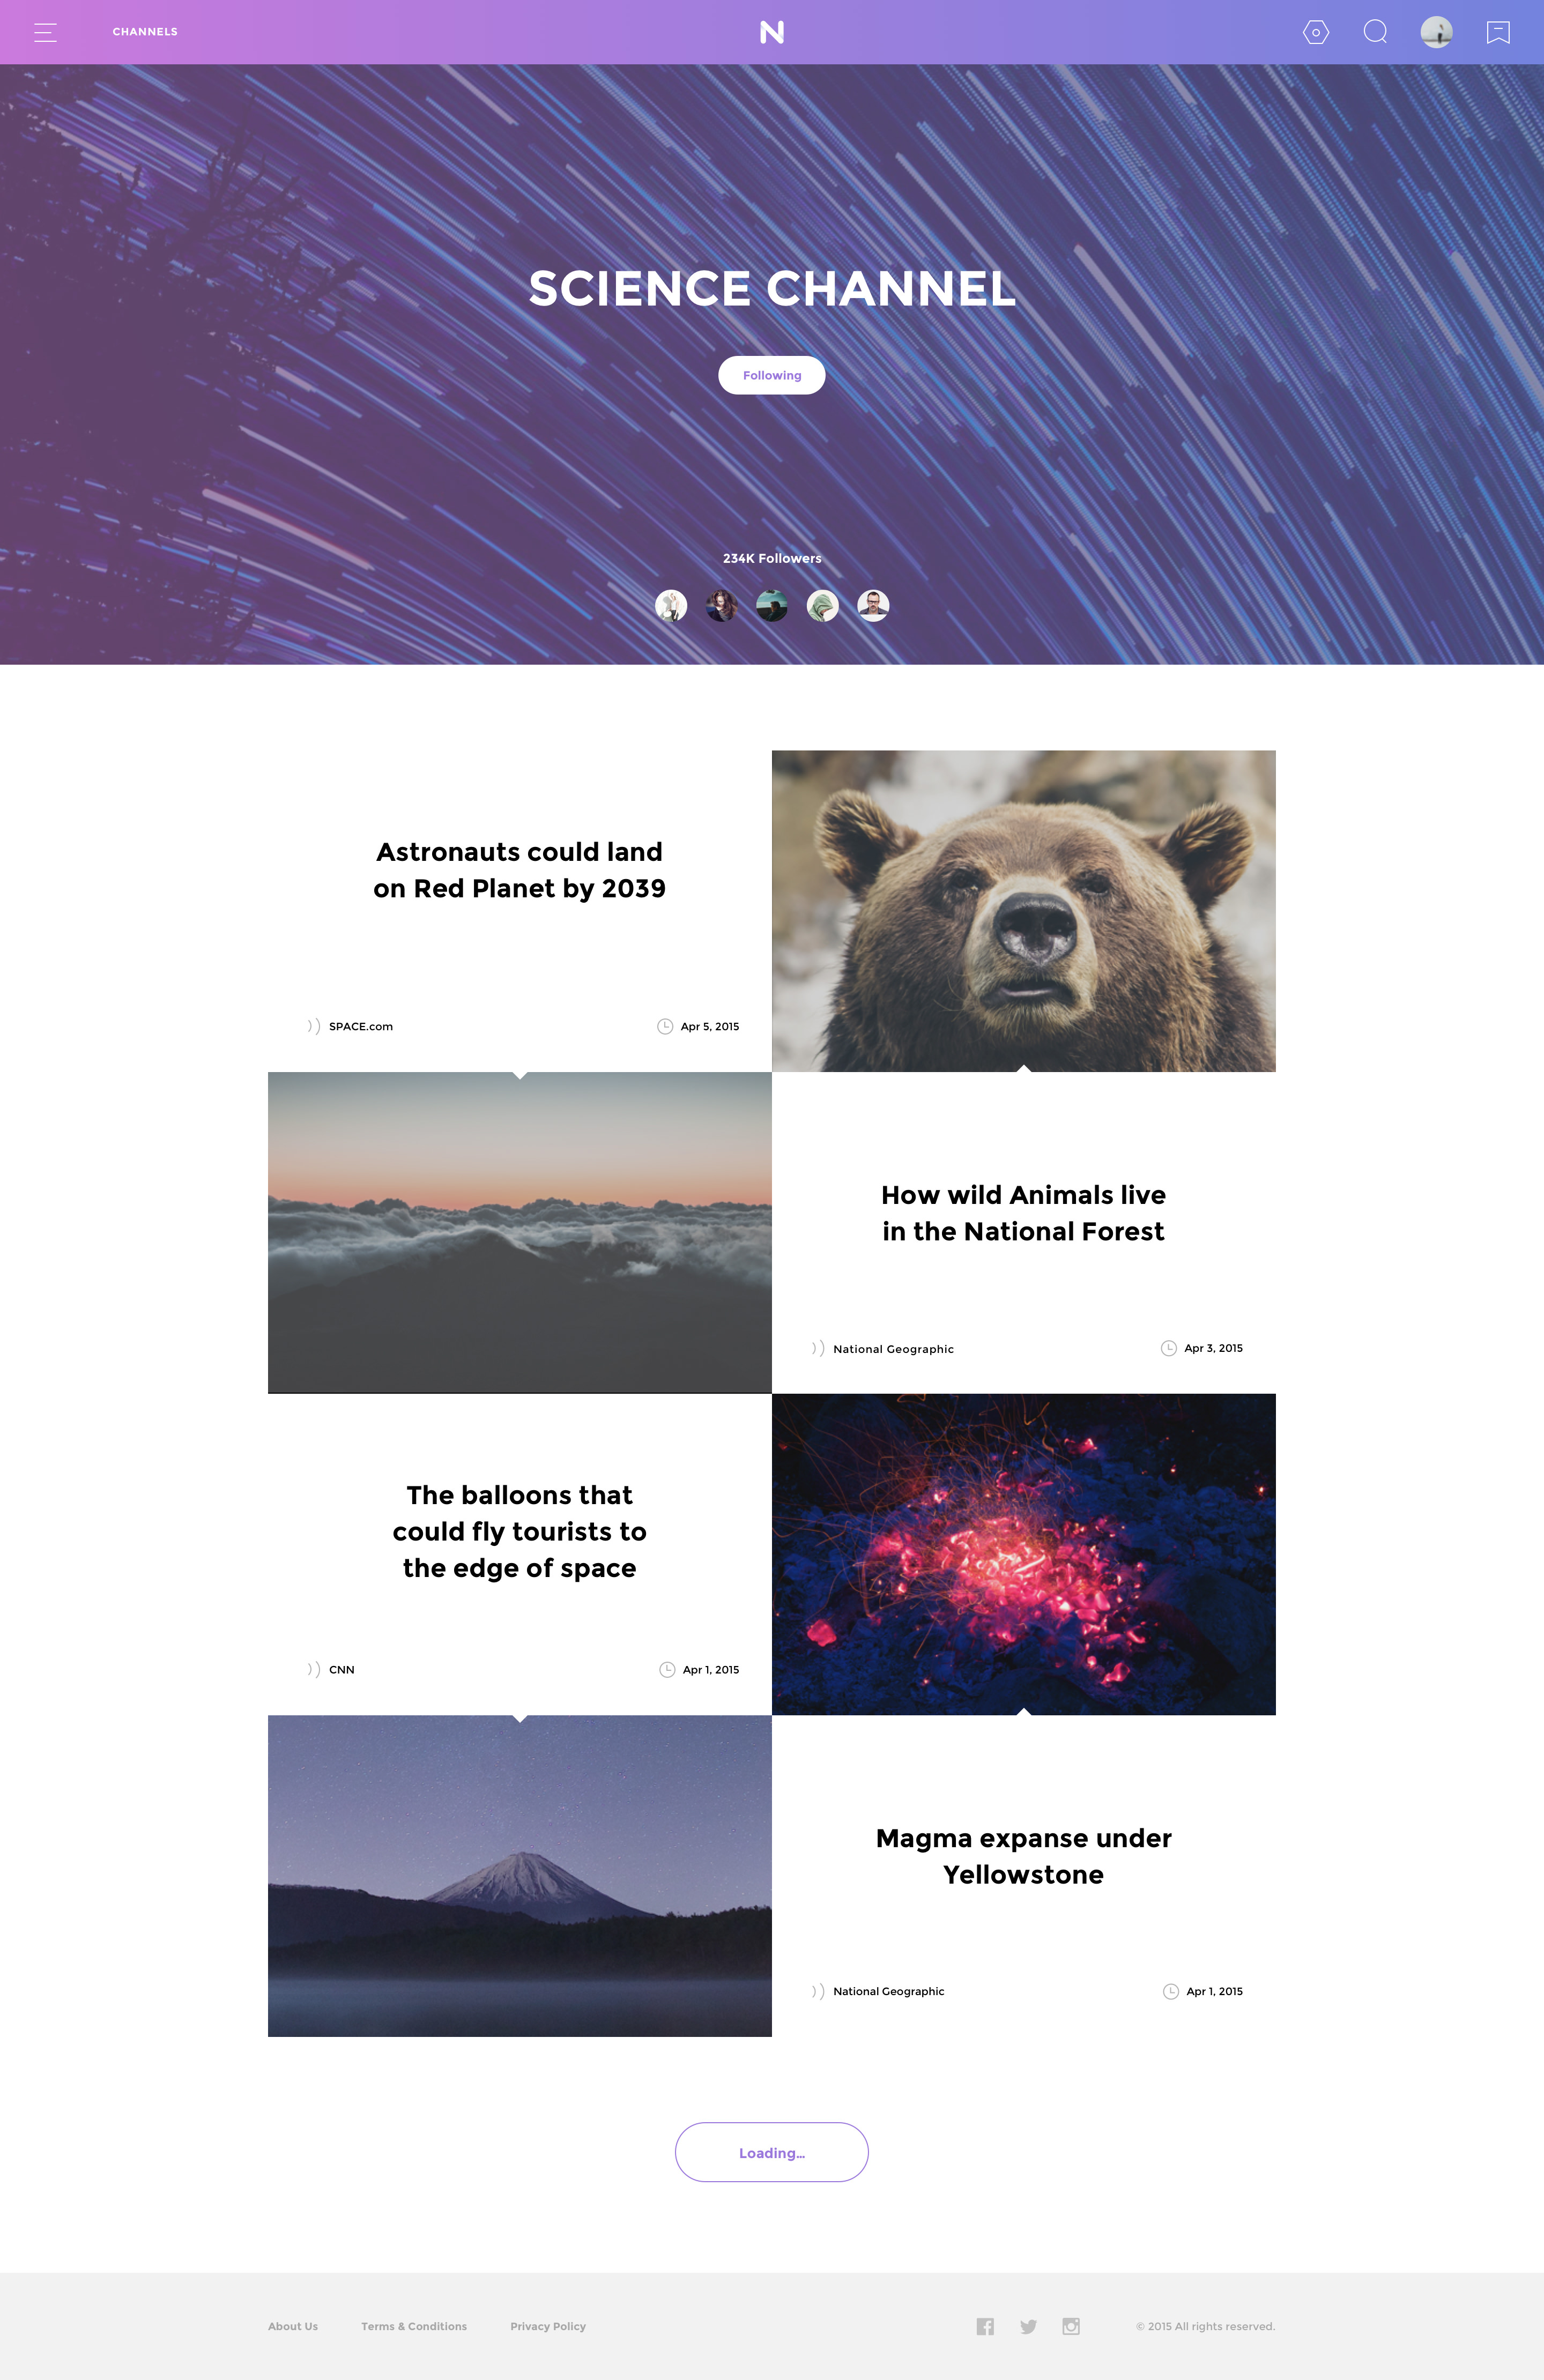 CHANNELS
N
SCIENCE CHANNEL
Following
234K Followers
Astronauts could land
on Red Planet by 2039
SPACE.com
Apr 5, 2015
How wild Animals live
in the National Forest
National Geographic
Apr 3, 2015
The balloons that
could fly tourists to
the edge of space
CNN
Apr 1, 2015
Magma expanse under
Yellowstone
National Geographic
Apr 1, 2015
Loading...
About Us
Terms & Conditions
Privacy Policy
© 2015 All rights reserved.